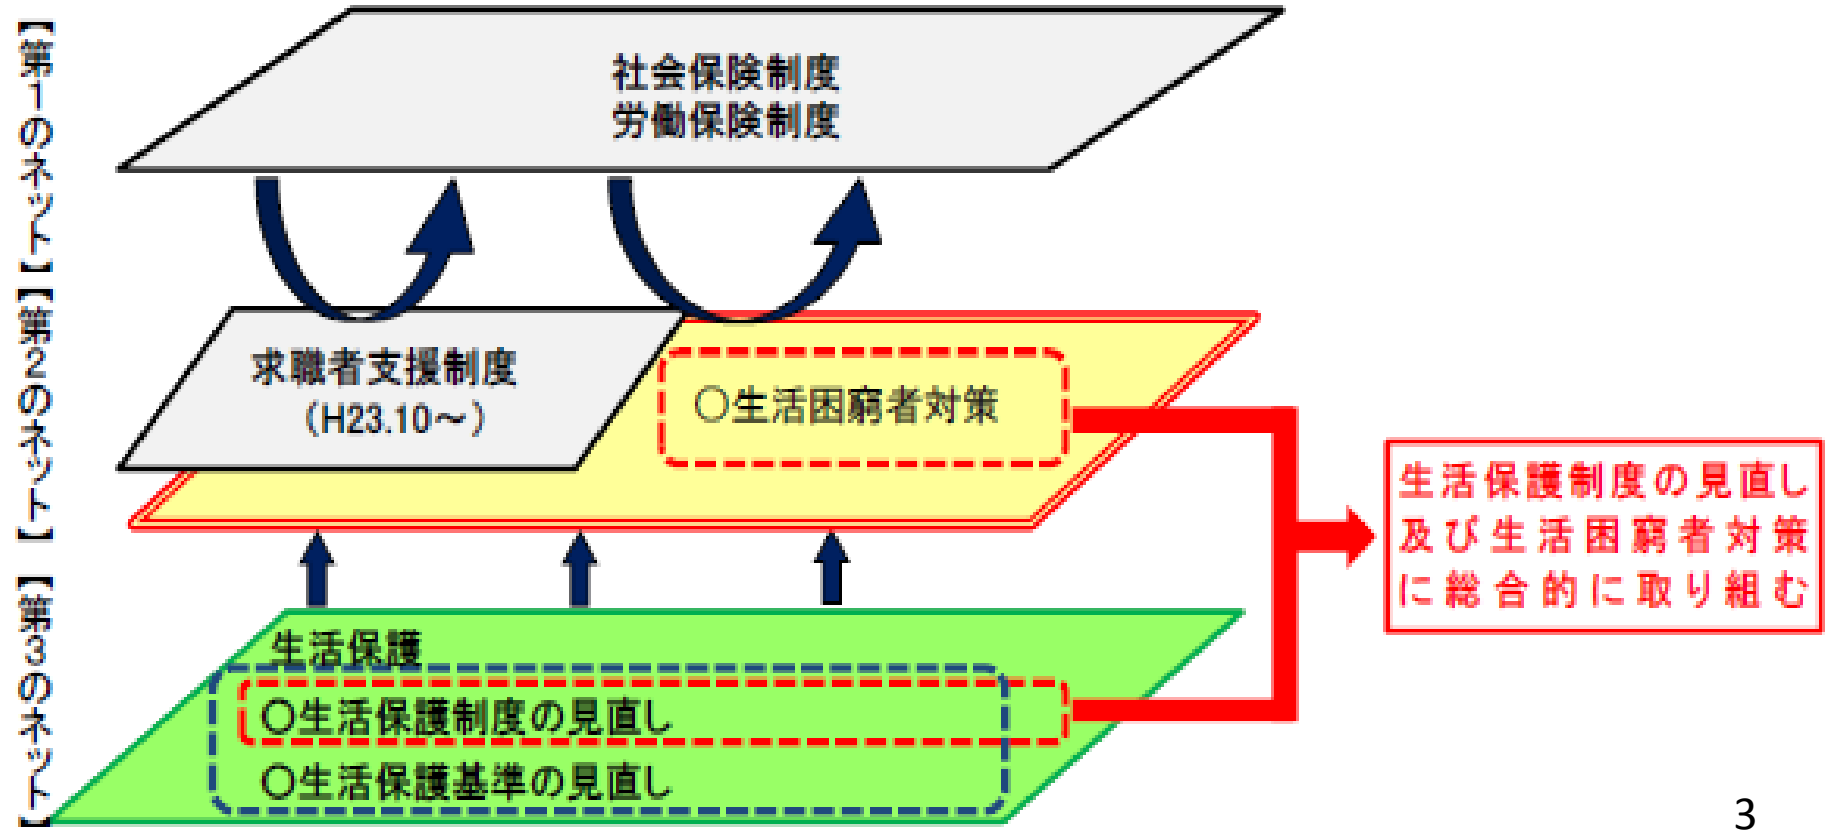 【第1のネット】
社会保険制度
労働保険制度
【第2のネット】
求職者支援制度
（H23.10～）
○生活困窮者対策
生活保護制度の見直し
及び生活困窮者対策
に総合的に取り組む
【第3のネット】
生活保護
○生活保護制度の見直し
○生活保護基準の見直し
3